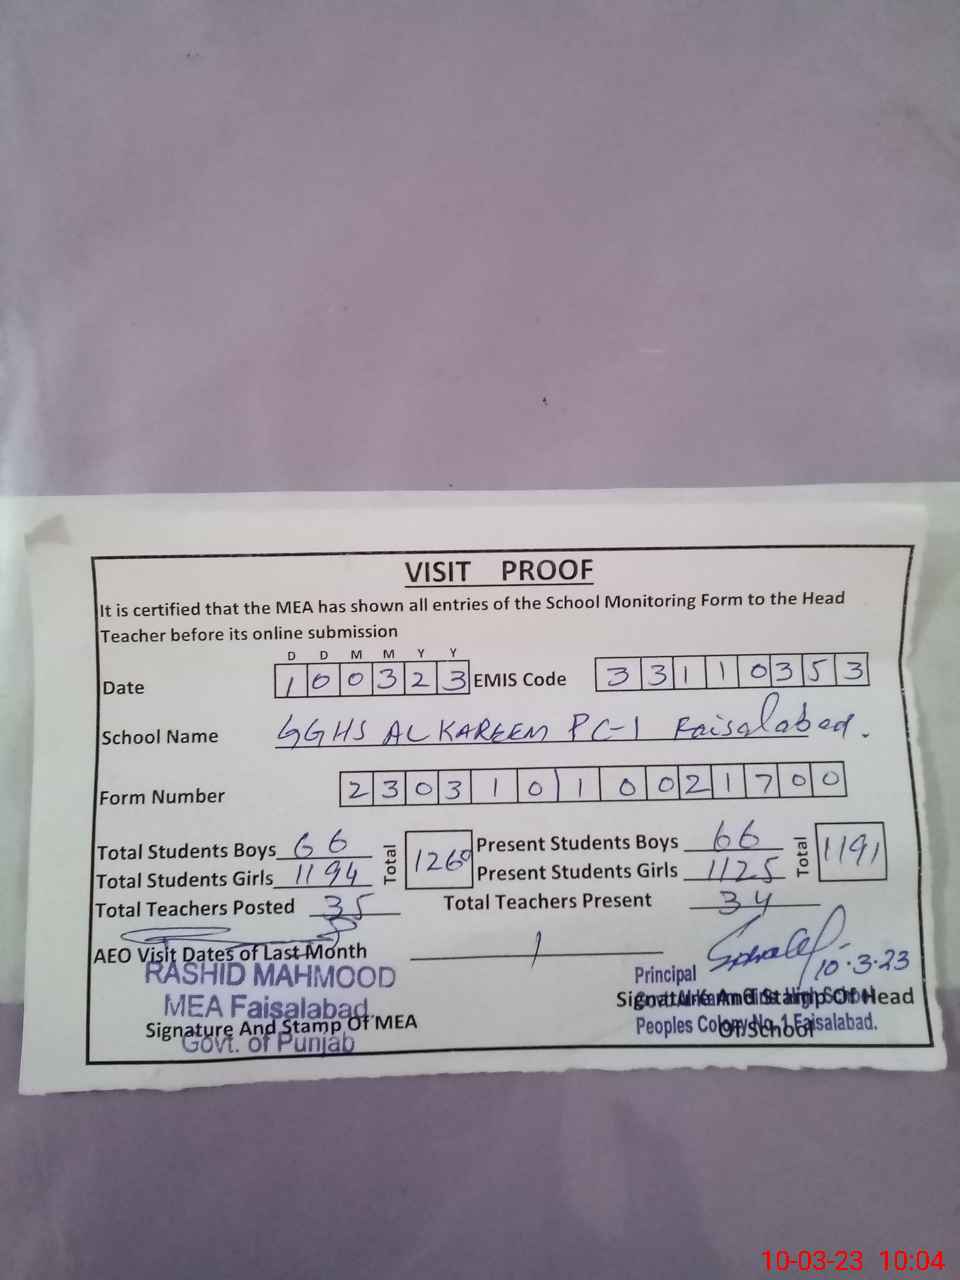 VISIT PROOF
It is certified that the MEA has shown all entries of the School Monitoring Form to the Head
Teacher before its online submission
D D M M Y Y
Date 1 0 0 3 2 3 EMIS Code 3 3 1 1 0 3 5 3
School Name GGHS AL KAREEM PC-1 Faisalabad.
Form Number 2 3 0 3 1 0 1 0 0 2 1 7 0 0
Total Students Boys 66 Total 1260 Present Students Boys 66 Total 1191
Total Students Girls 1194 Present Students Girls 1125
Total Teachers Posted 35 Total Teachers Present 34
AEO Visit Dates of Last Month 1
RASHID MAHMOOD
MEA Faisalabad
Signature And Stamp Of MEA
Govt. of Punjab
10.3.23
Principal
Signature And Stamp Of Head
Peoples Colony No. 1 Faisalabad.
Of School
10-03-23 10:04